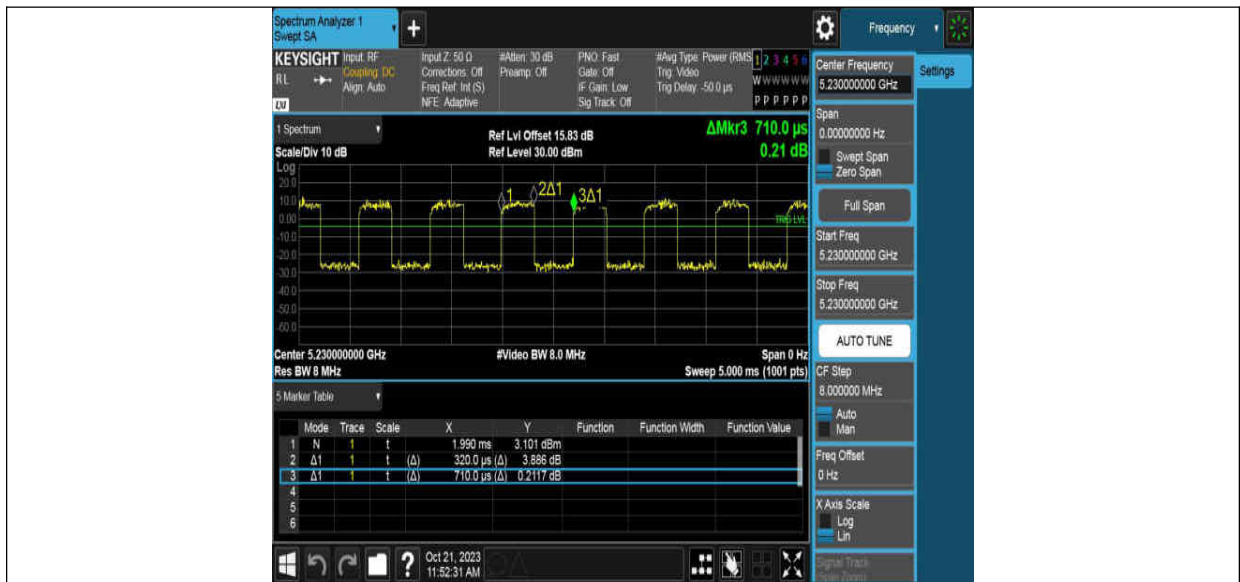 Spectrum Analyzer 1
Swept SA
Frequency
KEYSIGHT
RL
LXI
Input: RF
Coupling: DC
Align: Auto
Input Z: 50 Ω
Corrections: Off
Freq Ref: Int (S)
NFE: Adaptive
#Atten: 30 dB
Preamp: Off
PNO: Fast
Gate: Off
IF Gain: Low
Sig Track: Off
#Avg Type: Power (RMS
Trig: Video
Trig Delay: -50.0 µs
1 2 3 4 5 6
W W W W W W
P P P P P P
Center Frequency
5.230000000 GHz
Settings
Span
0.00000000 Hz
Swept Span
Zero Span
Full Span
Start Freq
5.230000000 GHz
Stop Freq
5.230000000 GHz
AUTO TUNE
CF Step
8.000000 MHz
Auto
Man
Freq Offset
0 Hz
X Axis Scale
Log
Lin
Signal Track
(Span Zoom)
1 Spectrum
Scale/Div 10 dB
Ref Lvl Offset 15.83 dB
Ref Level 30.00 dBm
ΔMkr3 710.0 µs
0.21 dB
Log
20.0
10.0
0.00
-10.0
-20.0
-30.0
-40.0
-50.0
-60.0
1
2Δ1
3Δ1
TRIG LVL
Center 5.230000000 GHz
#Video BW 8.0 MHz
Span 0 Hz
Res BW 8 MHz
Sweep 5.000 ms (1001 pts)
5 Marker Table
Mode Trace Scale X Y Function Function Width Function Value
1 N 1 t 1.990 ms 3.101 dBm
2 Δ1 1 t (Δ) 320.0 µs (Δ) 3.886 dB
3 Δ1 1 t (Δ) 710.0 µs (Δ) 0.2117 dB
4
5
6
?
Oct 21, 2023
11:52:31 AM